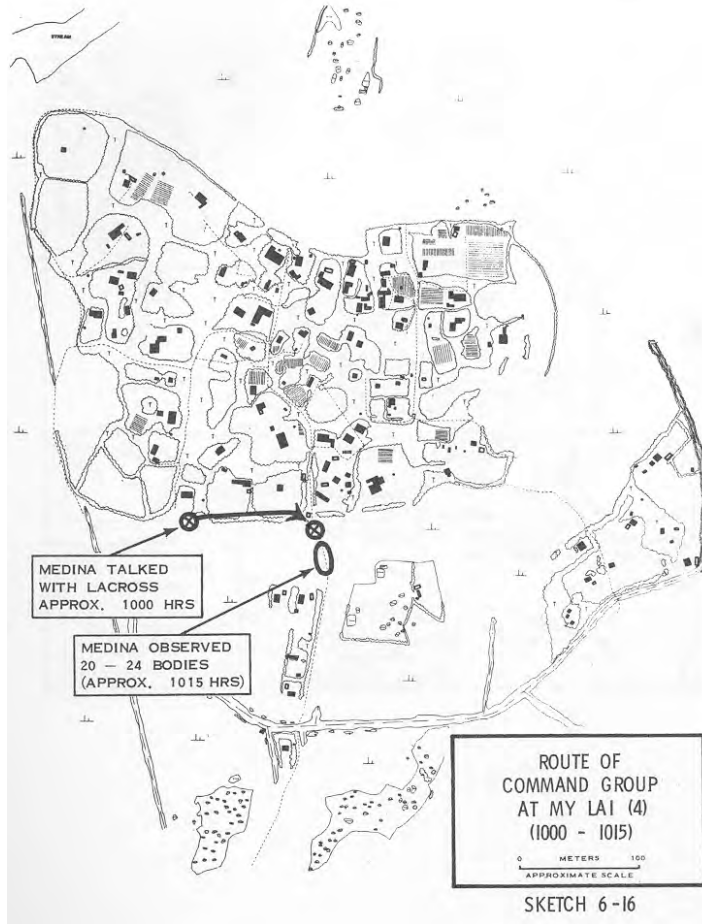 STREAM
MEDINA TALKED
WITH LACROSS
APPROX. 1000 HRS
MEDINA OBSERVED
20 – 24 BODIES
(APPROX. 1015 HRS)
ROUTE OF
COMMAND GROUP
AT MY LAI (4)
(1000 - 1015)
0 METERS 100
APPROXIMATE SCALE
SKETCH 6-16